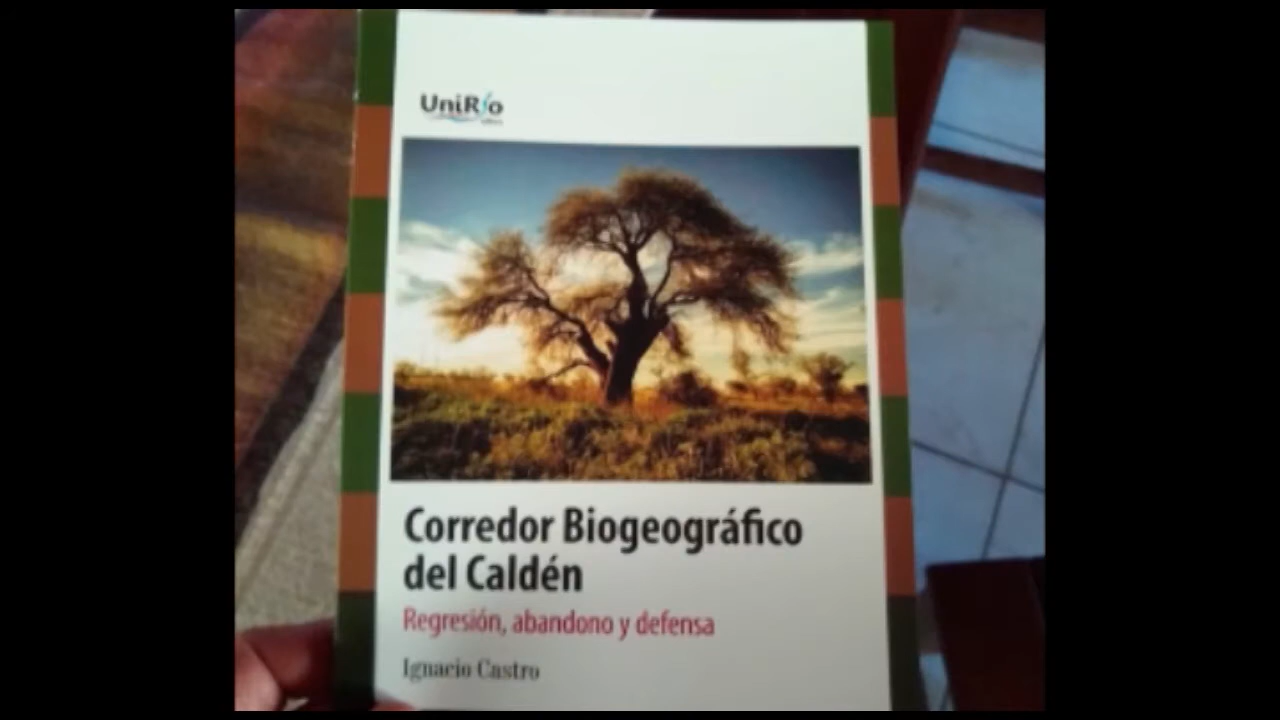 UniRío
Corredor Biogeográfico
del Caldén
Regresión, abandono y defensa
Ignacio Castro